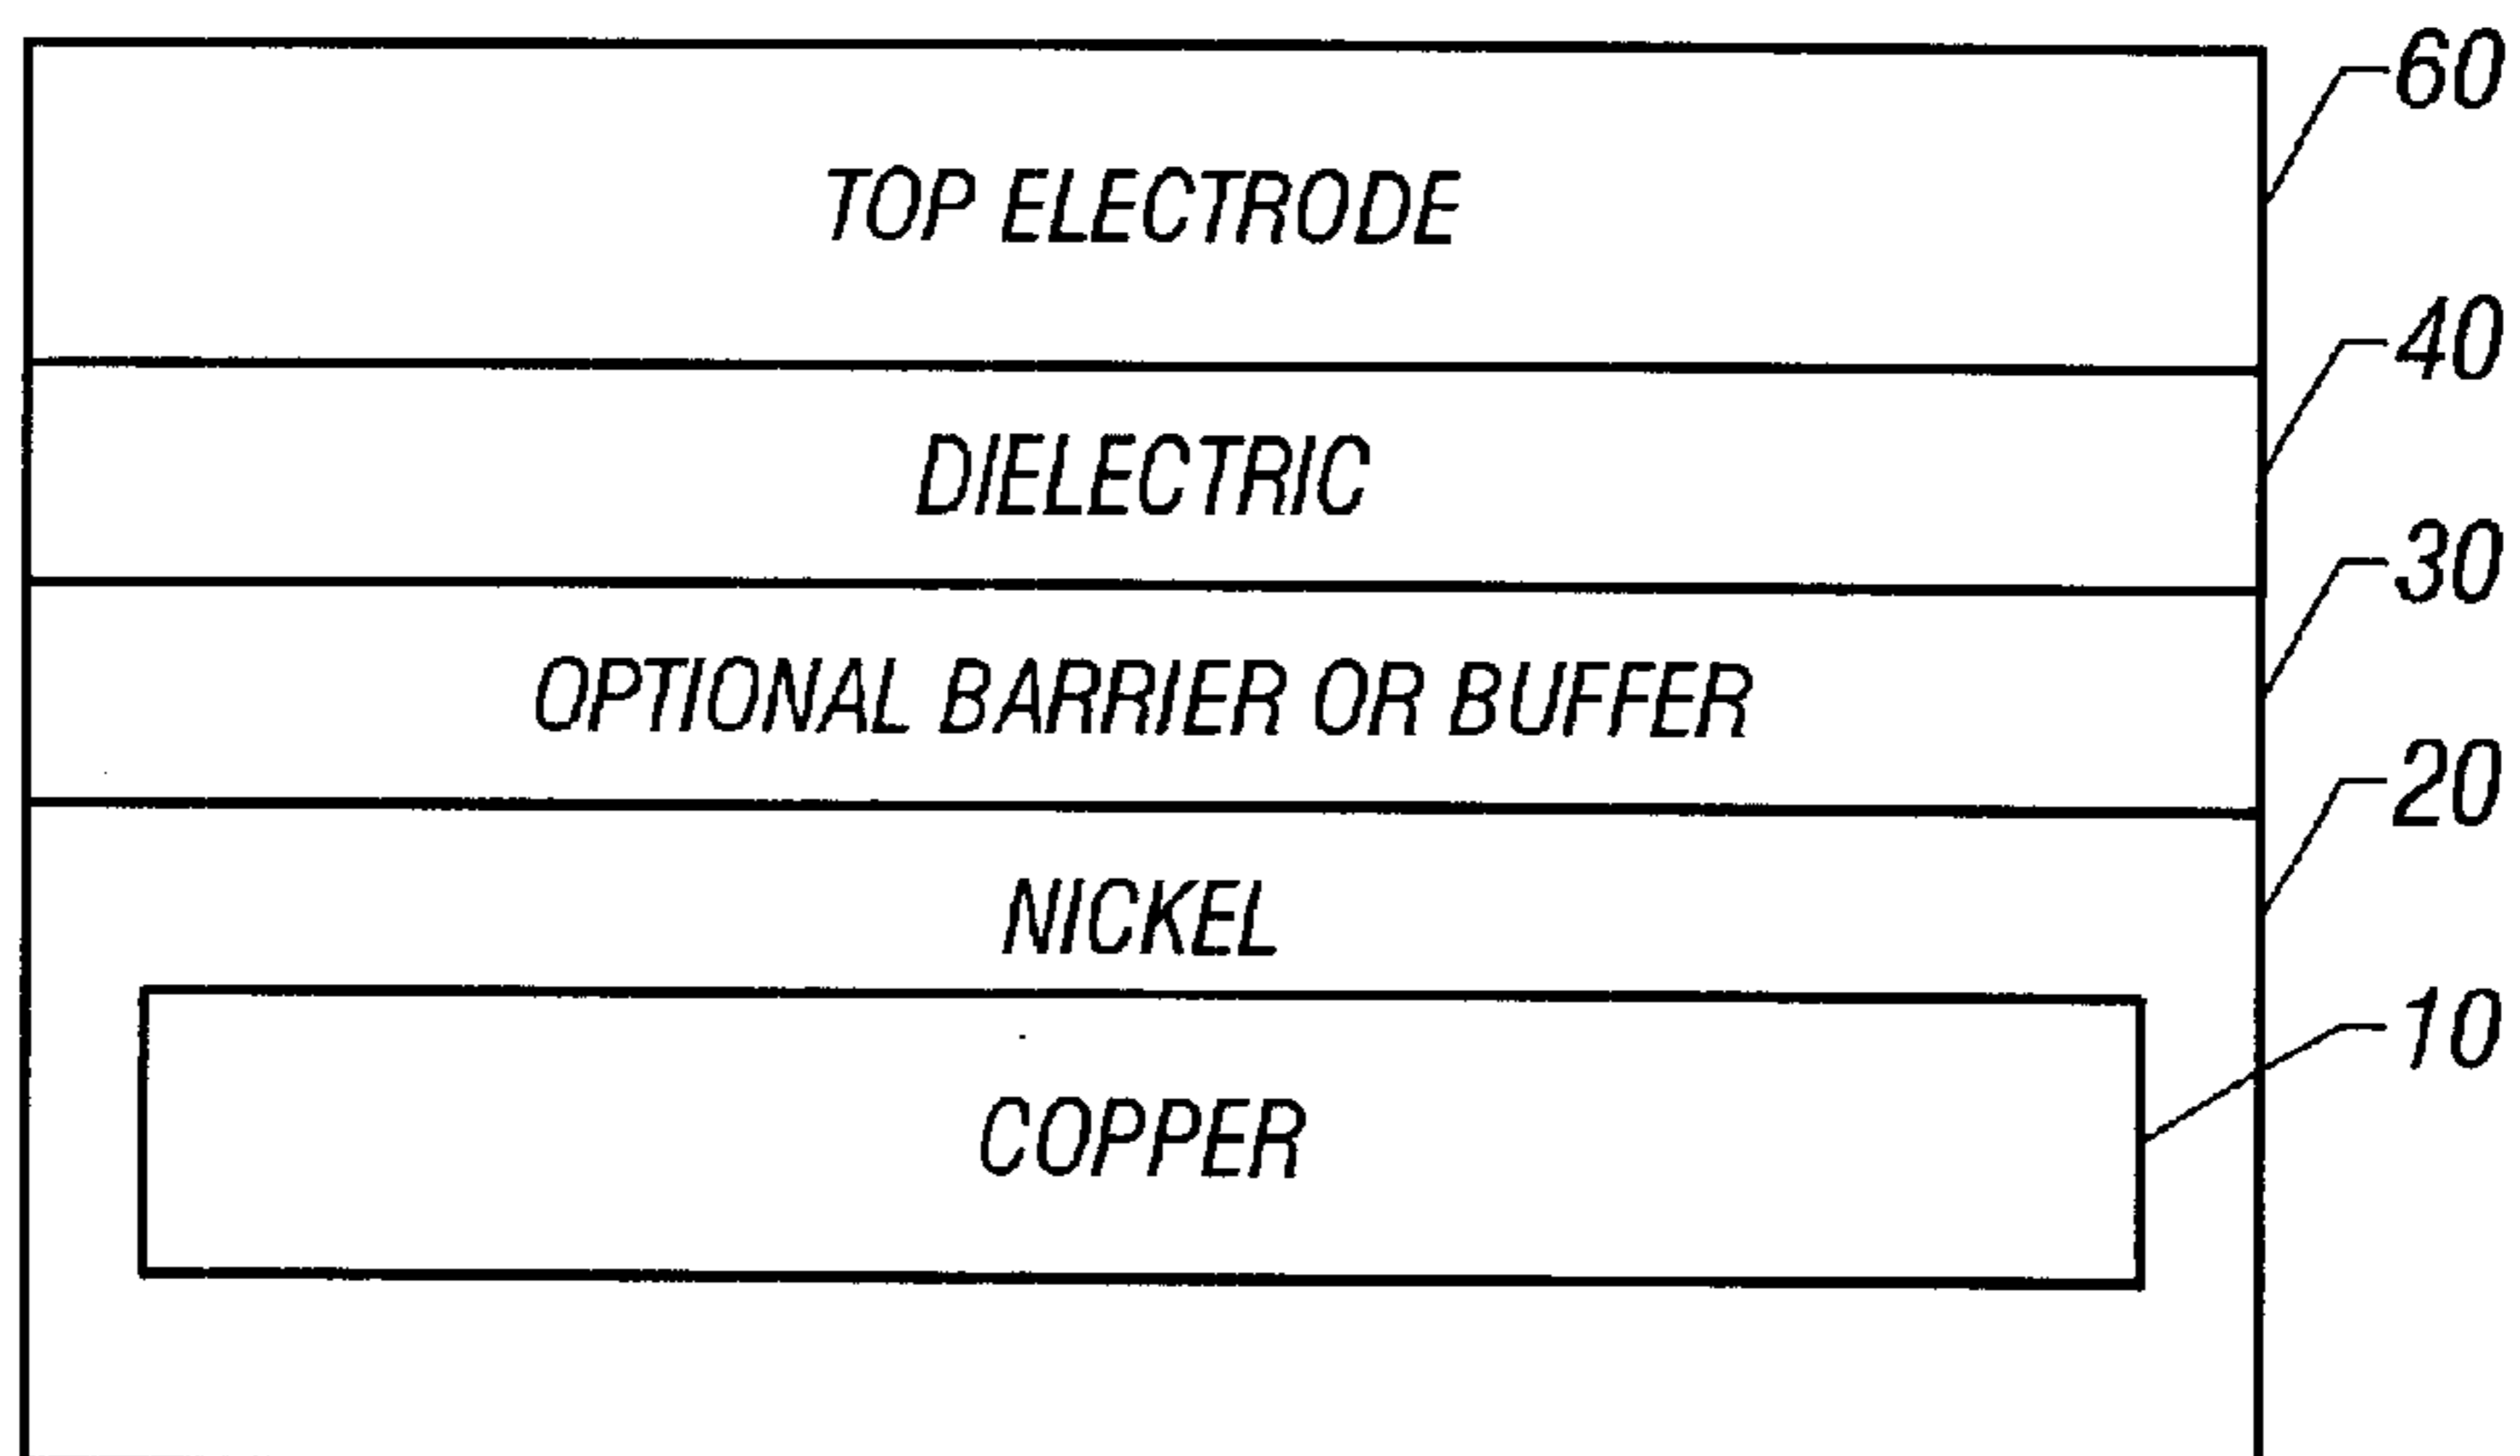 TOP ELECTRODE
60
DIELECTRIC
40
OPTIONAL BARRIER OR BUFFER
30
NICKEL
20
COPPER
10